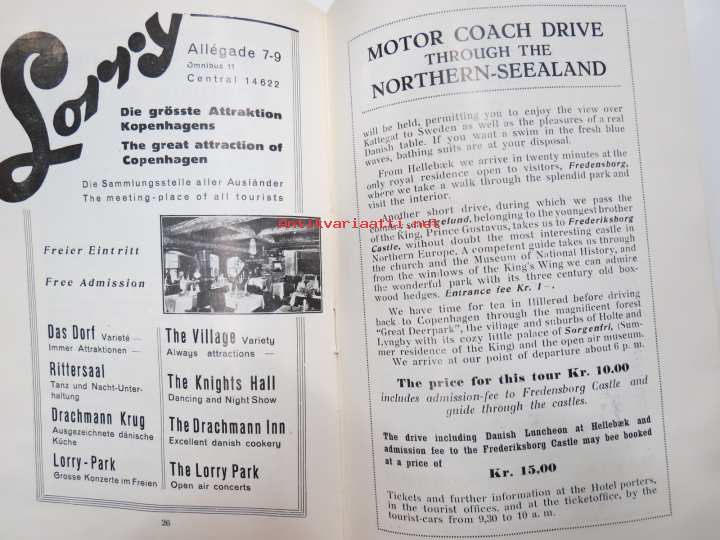 Lorry
Allégade 7-9
Omnibus 11
Central 14622
Die grösste Attraktion
Kopenhagens
The great attraction of
Copenhagen
Die Sammlungsstelle aller Ausländer
The meeting-place of all tourists
Freier Eintritt
Free Admission
Das Dorf Varieté —
Immer Attraktionen —
Rittersaal
Tanz und Nacht-Unter-
haltung
Drachmann Krug
Ausgezeichnete dänische
Küche
Lorry-Park
Grosse Konzerte im Freien
The Village Variety
Always attractions —
The Knights Hall
Dancing and Night Show
The Drachmann Inn
Excellent danish cookery
The Lorry Park
Open air concerts
26
MOTOR COACH DRIVE
THROUGH THE
NORTHERN-SEEALAND
will be held, permitting you to enjoy the view over
Kattegat to Sweden as well as the pleasures of a real
Danish table. If you want a swim in the fresh blue
waves, bathing suits are at your disposal.
From Hellebæk we arrive in twenty minutes at the
only royal residence open to visitors, Fredensborg,
where we take a walk through the splendid park and
visit the interior.
Another short drive, during which we pass the
country seat Egelund, belonging to the youngest brother
of the King, Prince Gustavus, takes us to Frederiksborg
Castle, without doubt the most interesting castle in
Northern Europe. A competent guide takes us through
the church and the Museum of National History, and
from the windows of the King's Wing we can admire
the wonderful park with its three century old box-
wood hedges. Entrance fee Kr. 1—.
We have for time for tea in Hillerød before driving
back to Copenhagen through the magnificent forest
"Great Deerpark", the village and suburbs of Holte and
Lyngby with its cozy little palace of Sorgenfri, (Sum-
mer residence of the King) and the open air museum.
We arrive at our point of departure about 6 p. m.
The price for this tour Kr. 10.00
includes admission-fee to Fredensborg Castle and
guide through the castles.
The drive including Danish Luncheon at Hellebæk and
admission fee to the Frederiksborg Castle may bee booked
at a price of
Kr. 15.00
Tickets and further information at the Hotel porters,
in the tourist offices, and at the ticketoffice, by the
tourist-cars from 9,30 to 10 a. m.
Antikvariaatti.net